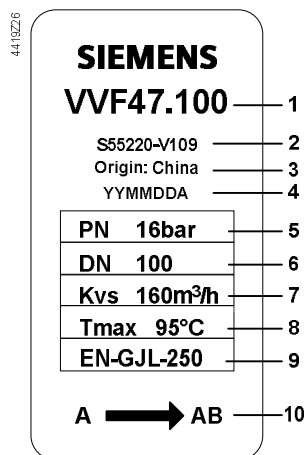 4419Z26
SIEMENS
VVF47.100 1
S55220-V109 2
Origin: China 3
YYMMDDA 4
PN 16bar 5
DN 100 6
Kvs 160m³/h 7
Tmax 95°C 8
EN-GJL-250 9
A AB 10